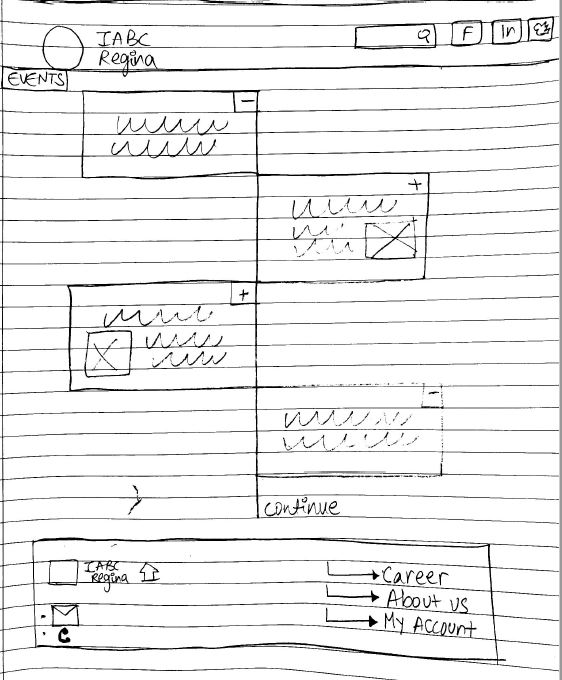 IABC
Regina
F
In
EVENTS
-
+
+
-
continue
IABC
Regina
Career
About us
My Account